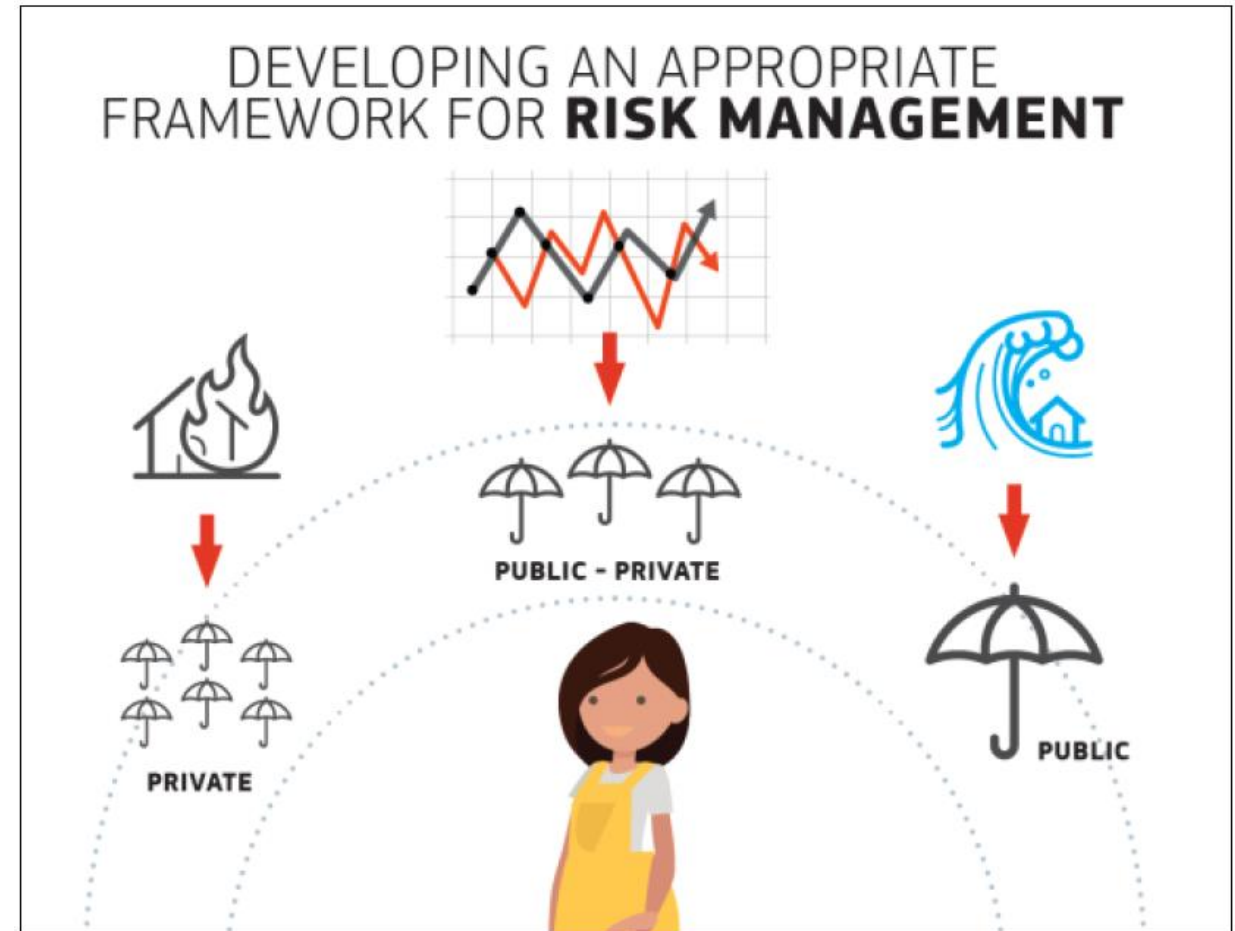 DEVELOPING AN APPROPRIATE
FRAMEWORK FOR RISK MANAGEMENT
PUBLIC - PRIVATE
PUBLIC
PRIVATE